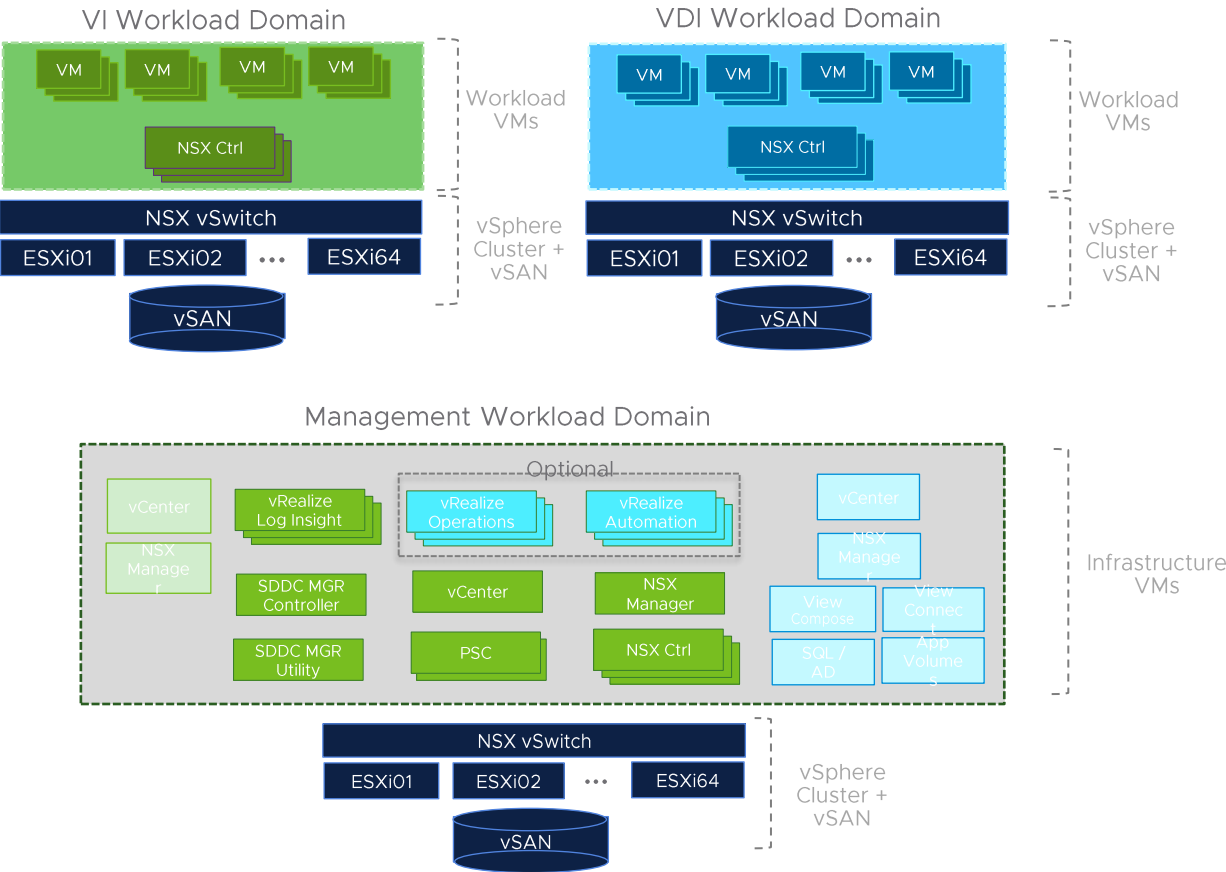 VI Workload Domain
VM
VM
VM
VM
NSX Ctrl
Workload
VMs
NSX vSwitch
ESXi01
ESXi02
...
ESXi64
vSAN
vSphere
Cluster +
vSAN
VDI Workload Domain
VM
VM
VM
VM
NSX Ctrl
Workload
VMs
NSX vSwitch
ESXi01
ESXi02
...
ESXi64
vSAN
vSphere
Cluster +
vSAN
Management Workload Domain
Optional
vCenter
NSX
Manage
r
vRealize
Log Insight
vRealize
Operations
vRealize
Automation
SDDC MGR
Controller
vCenter
NSX
Manager
SDDC MGR
Utility
PSC
NSX Ctrl
vCenter
NSX
Manage
r
View
Compose
View
Connec
t
SQL /
AD
App
Volume
s
Infrastructure
VMs
NSX vSwitch
ESXi01
ESXi02
...
ESXi64
vSAN
vSphere
Cluster +
vSAN